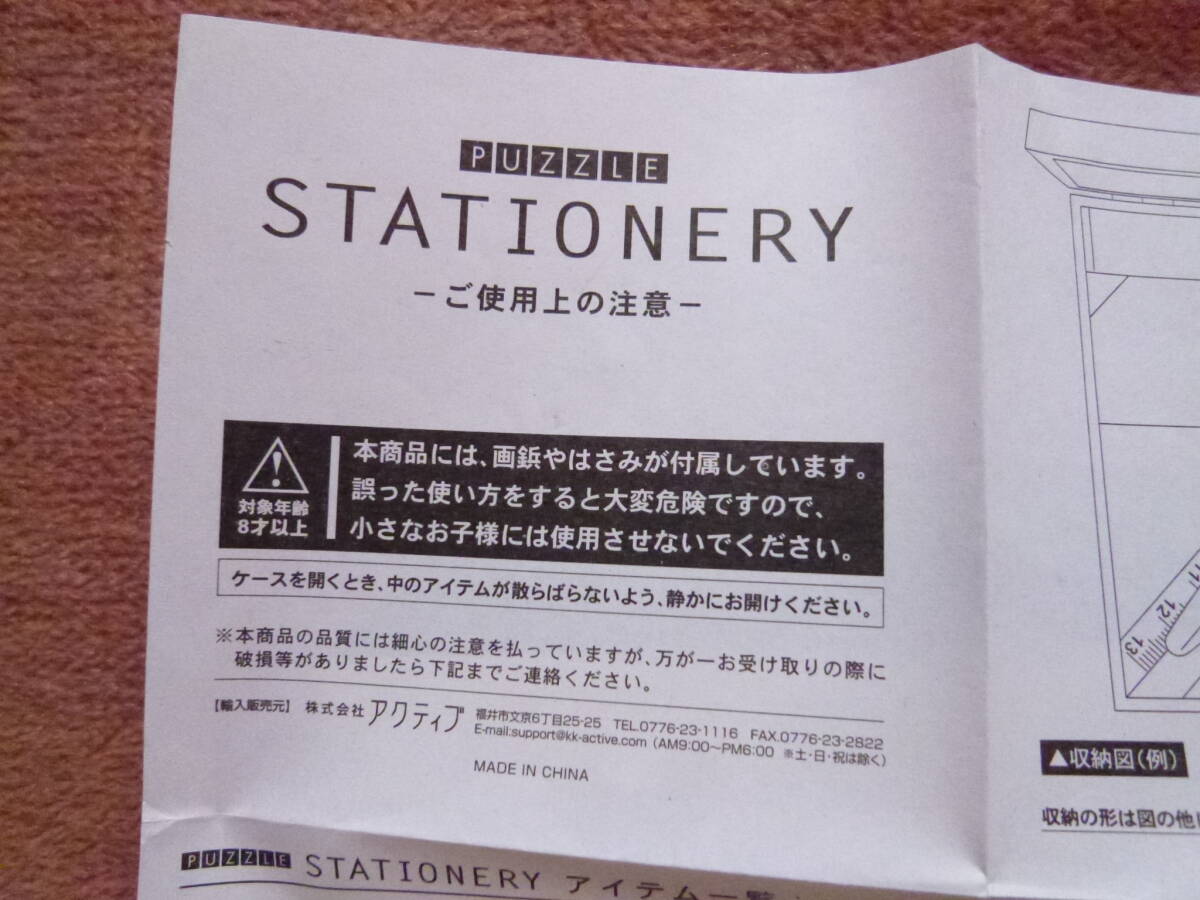 PUZZLE
STATIONERY
－ご使用上の注意－
対象年齢
8才以上
本商品には、画鋲やはさみが付属しています。
誤った使い方をすると大変危険ですので、
小さなお子様には使用させないでください。
ケースを開くとき、中のアイテムが散らばらないよう、静かにお開けください。
※本商品の品質には細心の注意を払っていますが、万が一お受け取りの際に
破損等がありましたら下記までご連絡ください。
【輸入販売元】 株式会社アクティブ
福井市文京6丁目25-25 TEL.0776-23-1116 FAX.0776-23-2822
E-mail:support@kk-active.com (AM9:00～PM6:00 ※土・日・祝は除く)
MADE IN CHINA
PUZZLE STATIONERY アイテム一覧
11
12
13
▲収納図(例)
収納の形は図の他に